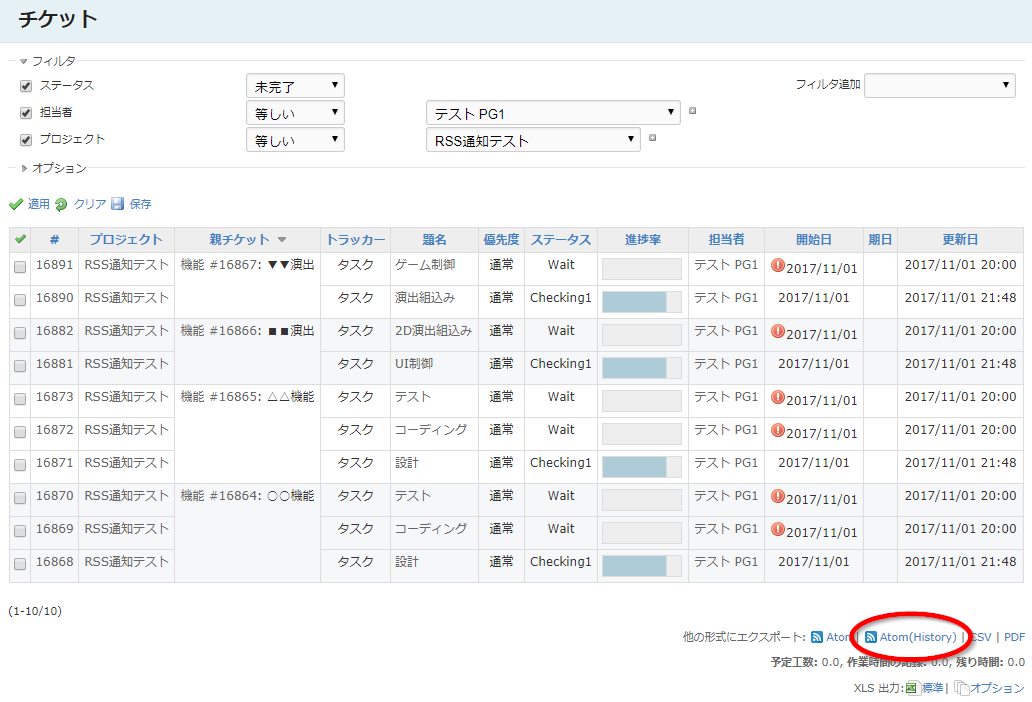 チケット
フィルタ
ステータス 未完了 フィルタ追加
担当者 等しい テスト PG1
プロジェクト 等しい RSS通知テスト
オプション
適用 クリア 保存
# プロジェクト 親チケット トラッカー 題名 優先度 ステータス 進捗率 担当者 開始日 期日 更新日
16891 RSS通知テスト 機能 #16867: ▼▼演出 タスク ゲーム制御 通常 Wait テスト PG1 2017/11/01 2017/11/01 20:00
16890 RSS通知テスト タスク 演出組込み 通常 Checking1 テスト PG1 2017/11/01 2017/11/01 21:48
16882 RSS通知テスト 機能 #16866: ■■演出 タスク 2D演出組込み 通常 Wait テスト PG1 2017/11/01 2017/11/01 20:00
16881 RSS通知テスト タスク UI制御 通常 Checking1 テスト PG1 2017/11/01 2017/11/01 21:48
16873 RSS通知テスト 機能 #16865: △△機能 タスク テスト 通常 Wait テスト PG1 2017/11/01 2017/11/01 20:00
16872 RSS通知テスト タスク コーディング 通常 Wait テスト PG1 2017/11/01 2017/11/01 20:00
16871 RSS通知テスト タスク 設計 通常 Checking1 テスト PG1 2017/11/01 2017/11/01 21:48
16870 RSS通知テスト 機能 #16864: 〇〇機能 タスク テスト 通常 Wait テスト PG1 2017/11/01 2017/11/01 20:00
16869 RSS通知テスト タスク コーディング 通常 Wait テスト PG1 2017/11/01 2017/11/01 20:00
16868 RSS通知テスト タスク 設計 通常 Checking1 テスト PG1 2017/11/01 2017/11/01 21:48
(1-10/10)
他の形式にエクスポート: Atom | Atom(History) | CSV | PDF
予定工数: 0.0, 作業時間の記録: 0.0, 残り時間: 0.0
XLS 出力: 標準 | オプション